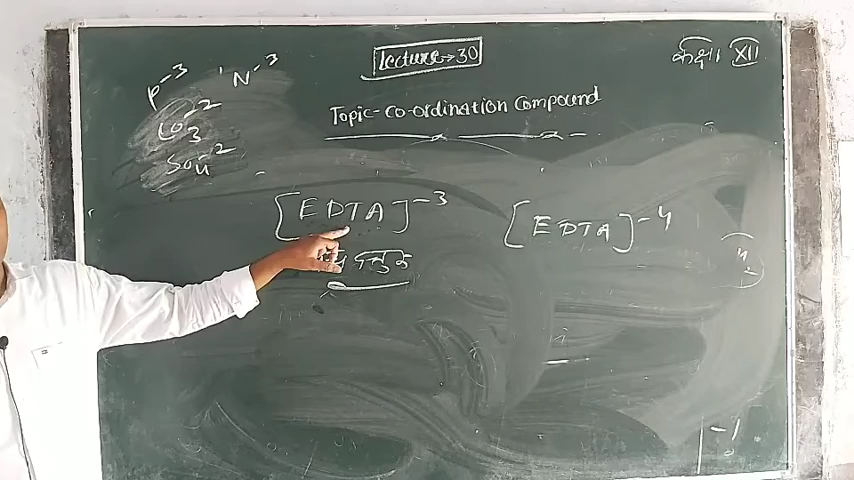 Lecture→30
कक्षा XII
P⁻³ N⁻³
CO₃⁻²
SO₄⁻²
Topic-Co-ordination Compound
[EDTA]⁻³ [EDTA]⁻⁴